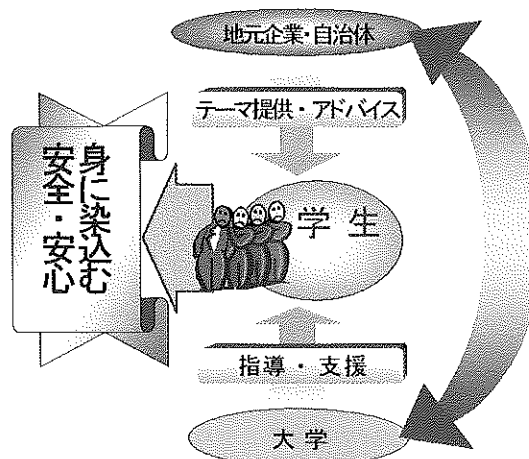 地元企業・自治体
テーマ提供・アドバイス
身に染込む
安全・安心
学生
指導・支援
大学